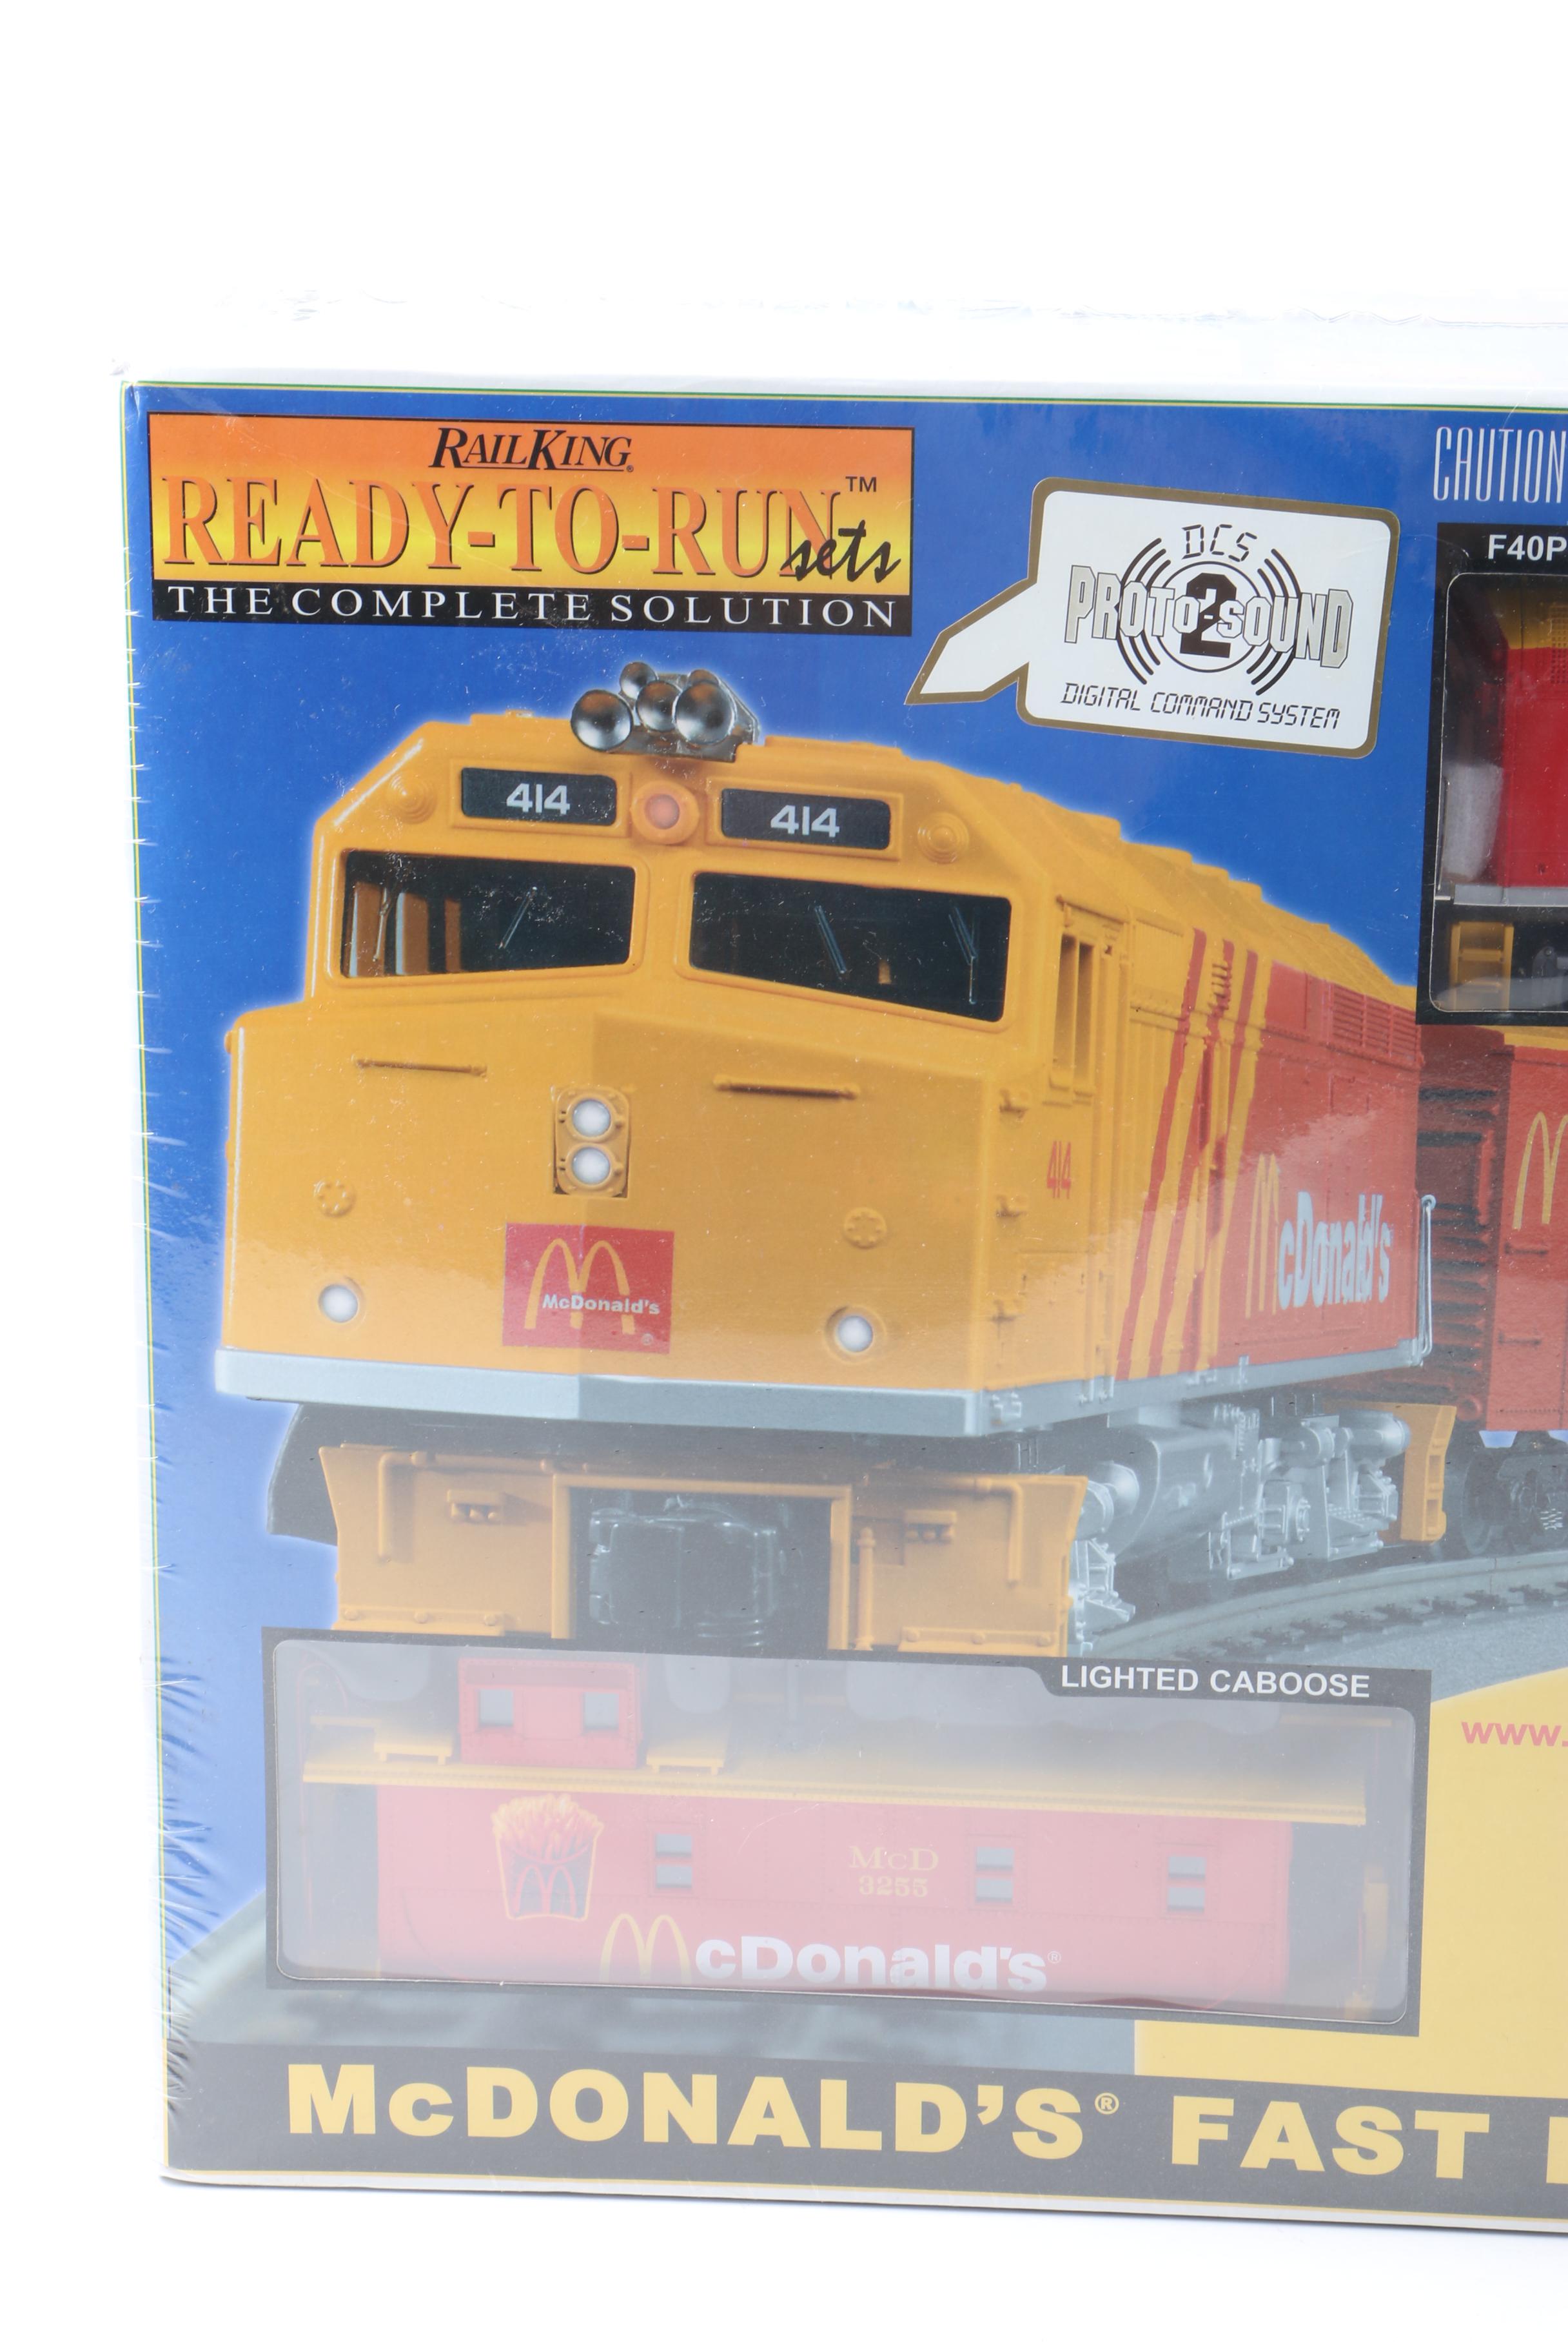 RAILKING®
READY-TO-RUN™
sets
THE COMPLETE SOLUTION
DCS
PROTO-SOUND
2
DIGITAL COMMAND SYSTEM
CAUTION
F40P
414
414
414
McDonald's
McDonald's
LIGHTED CABOOSE
www.
McD
3255
McDonald's®
McDONALD'S® FAST